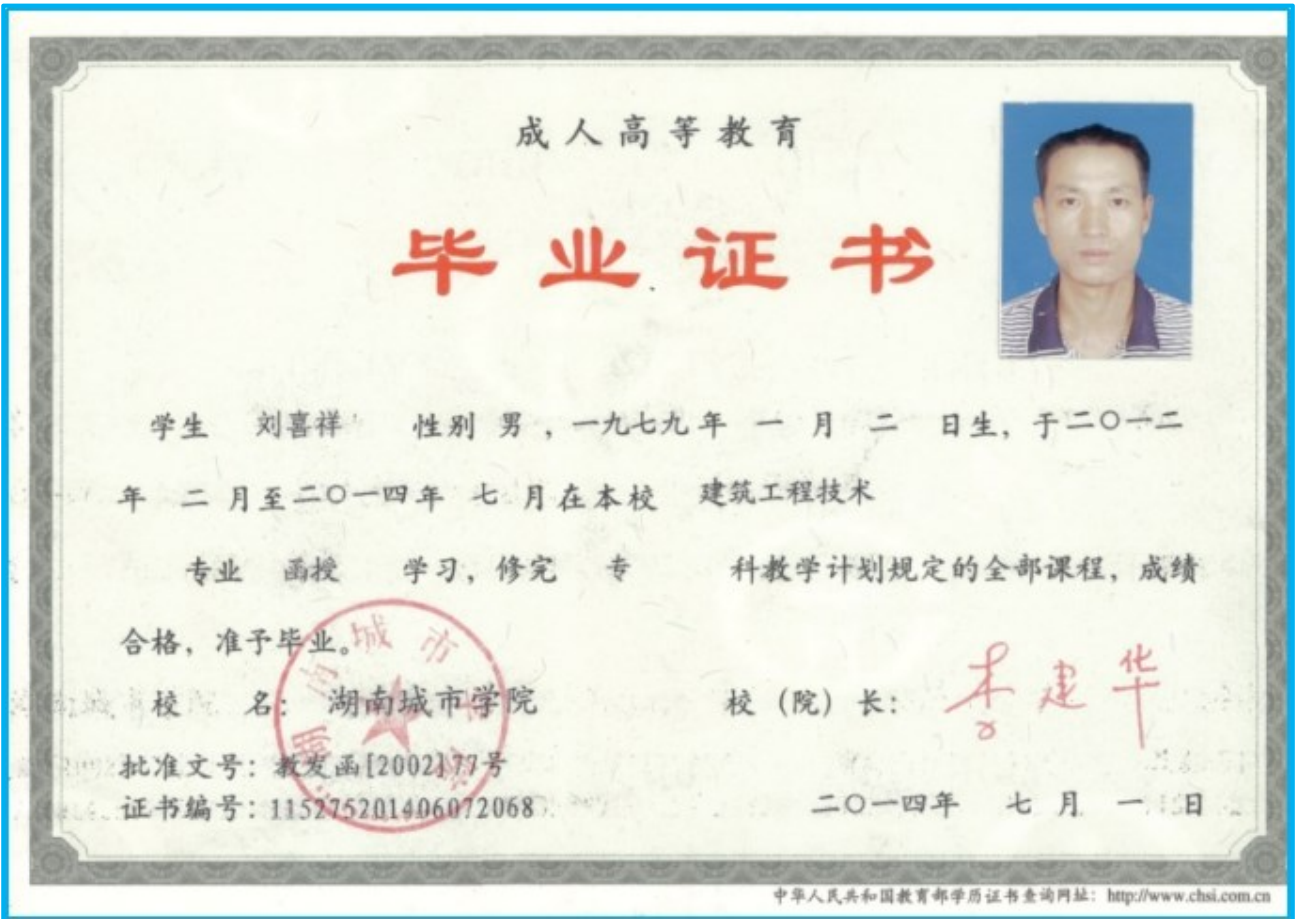 成人高等教育
毕业证书
学生 刘喜祥 性别 男 ，一九七九年 一 月 二 日生，于二〇一二
年 二 月至二〇一四年 七 月在本校 建筑工程技术
专业 函授 学习，修完 专 科教学计划规定的全部课程，成绩
合格，准予毕业。
湖南城市学院
校 名：湖南城市学院 校（院）长：李建华
批准文号：教发函[2002]77号
证书编号：115275201406072068 二〇一四年 七 月 一 日
中华人民共和国教育部学历证书查询网址：http://www.chsi.com.cn